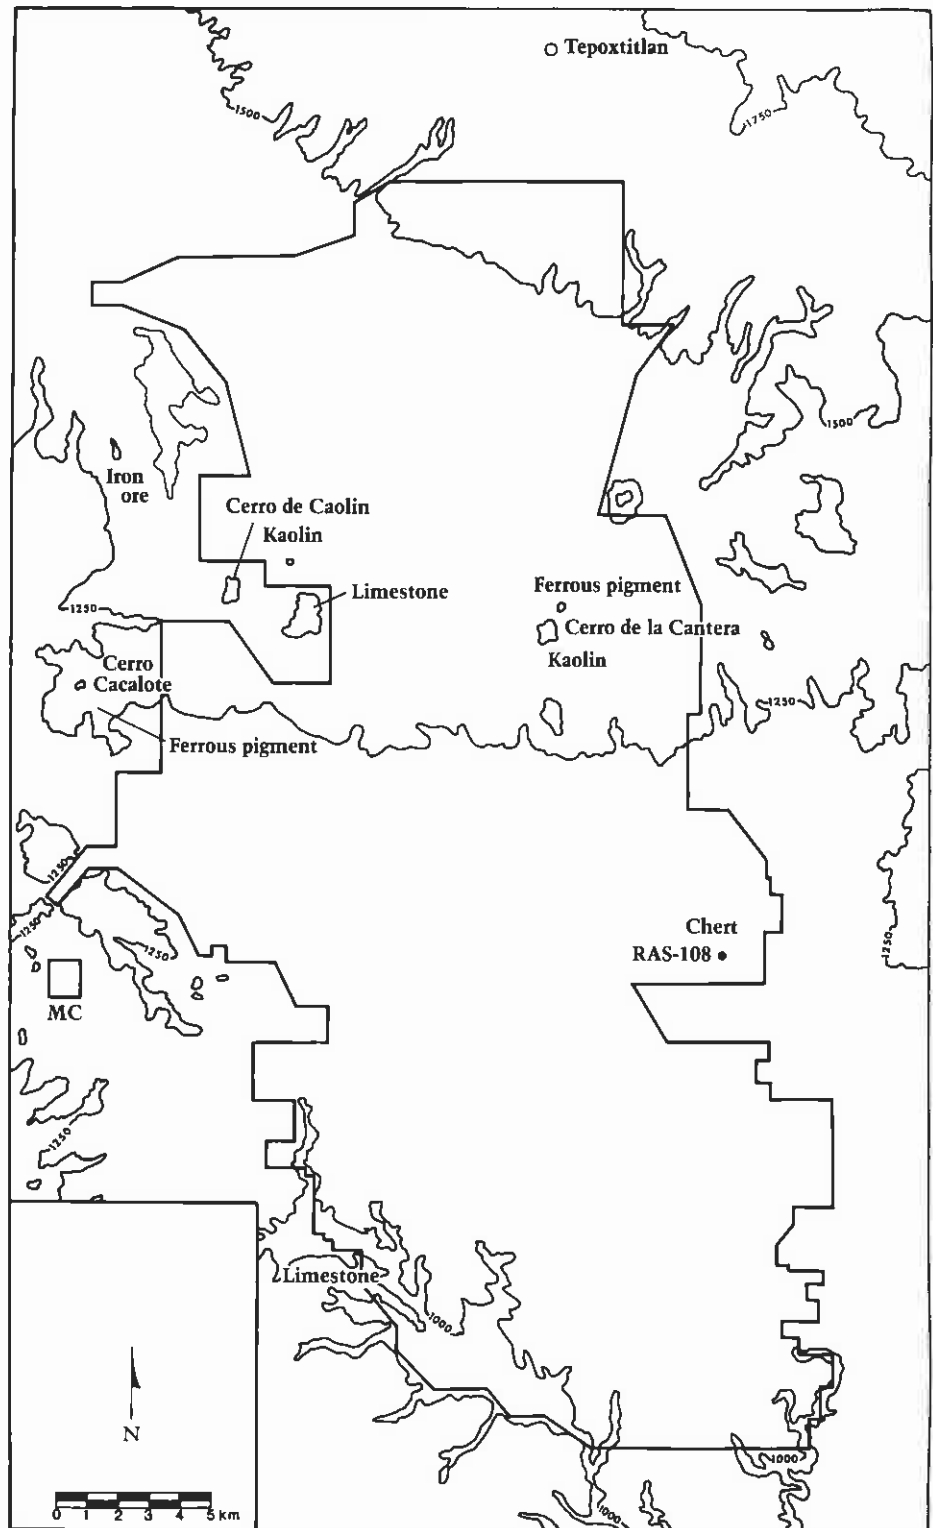 Tepoxtitlan
1500
1750
1500
Iron
ore
Cerro de Caolin
Kaolin
Limestone
Ferrous pigment
1250
Cerro de la Cantera
Kaolin
Cerro
Cacalote
1250
Ferrous pigment
1250
1250
Chert
1250
1250
RAS-108
MC
1250
Limestone
1000
N
1000
1000
0 1 2 3 4 5 km